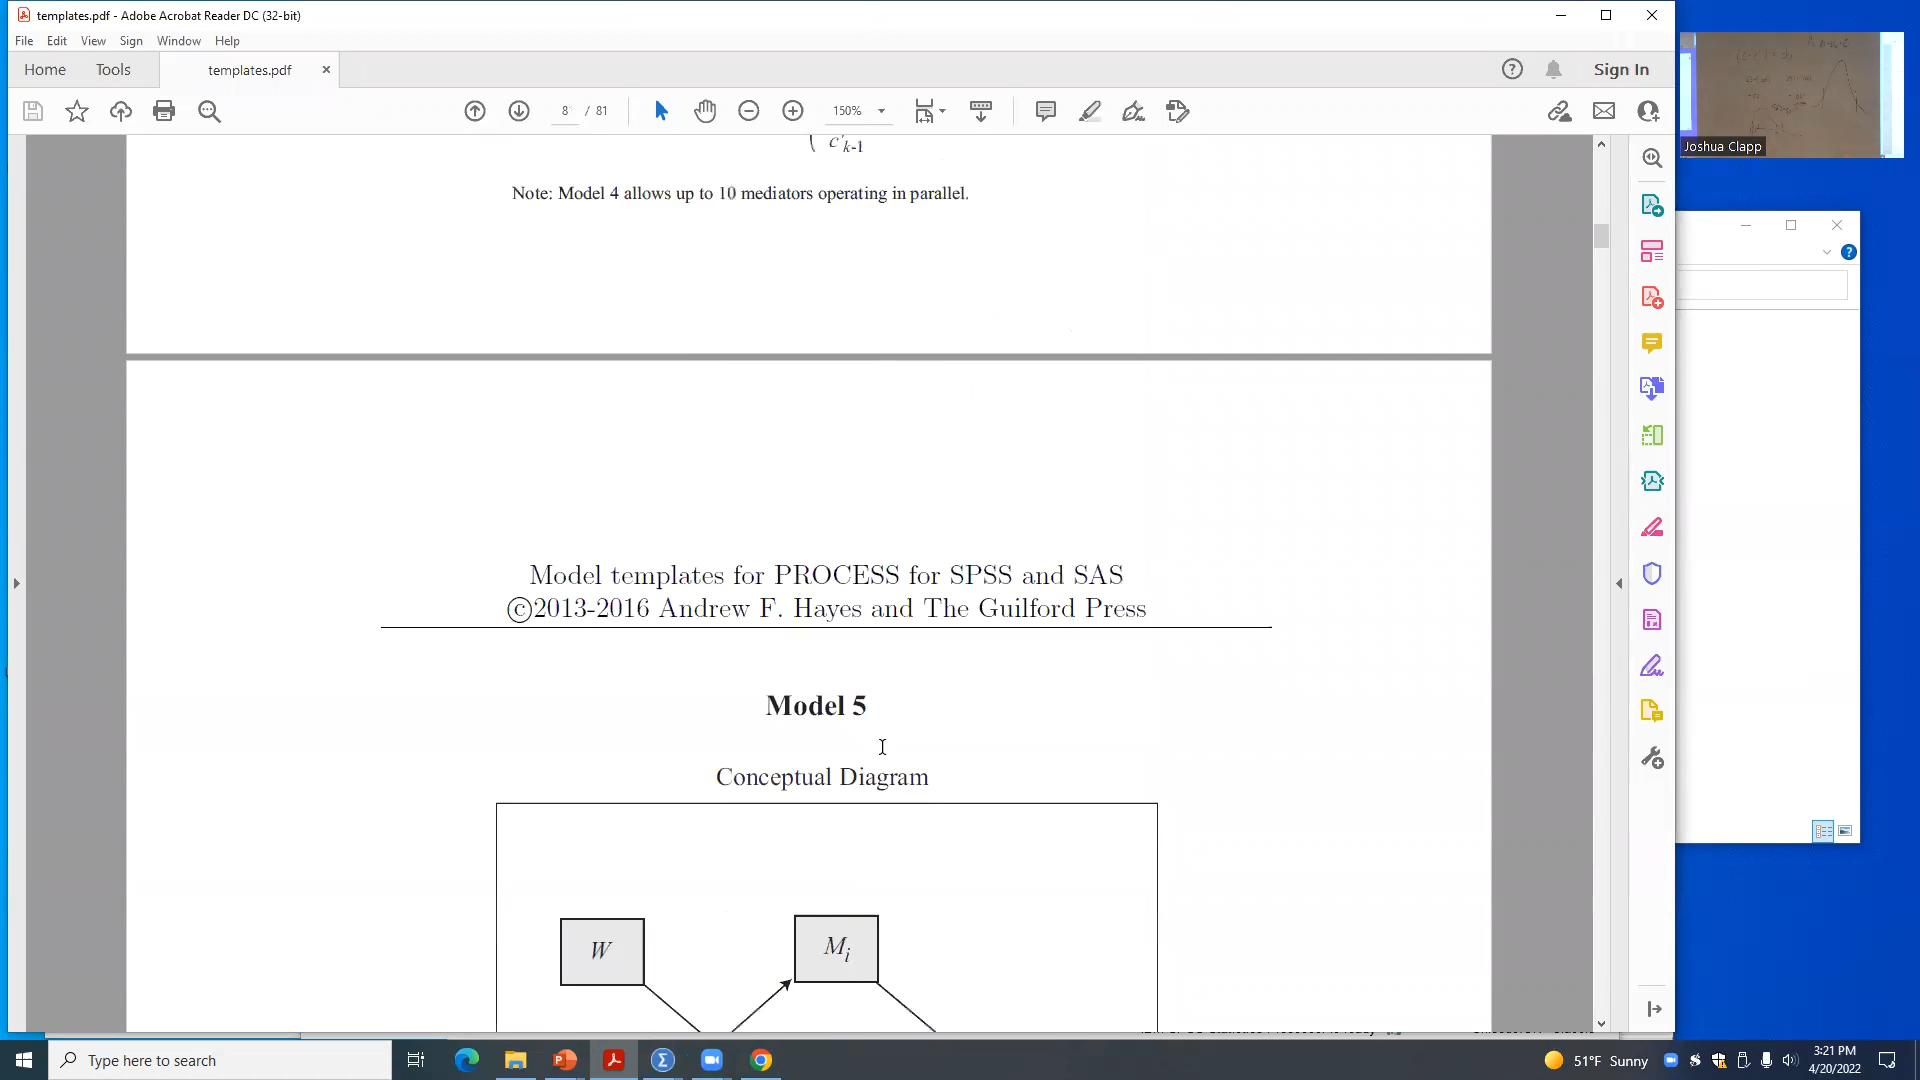 templates.pdf - Adobe Acrobat Reader DC (32-bit)
File Edit View Sign Window Help
Home Tools templates.pdf Sign In
8 / 81 150%
Joshua Clapp
c'k-1
Note: Model 4 allows up to 10 mediators operating in parallel.
Model templates for PROCESS for SPSS and SAS
©2013-2016 Andrew F. Hayes and The Guilford Press
Model 5
Conceptual Diagram
W
Mi
Type here to search
51°F Sunny
3:21 PM
4/20/2022